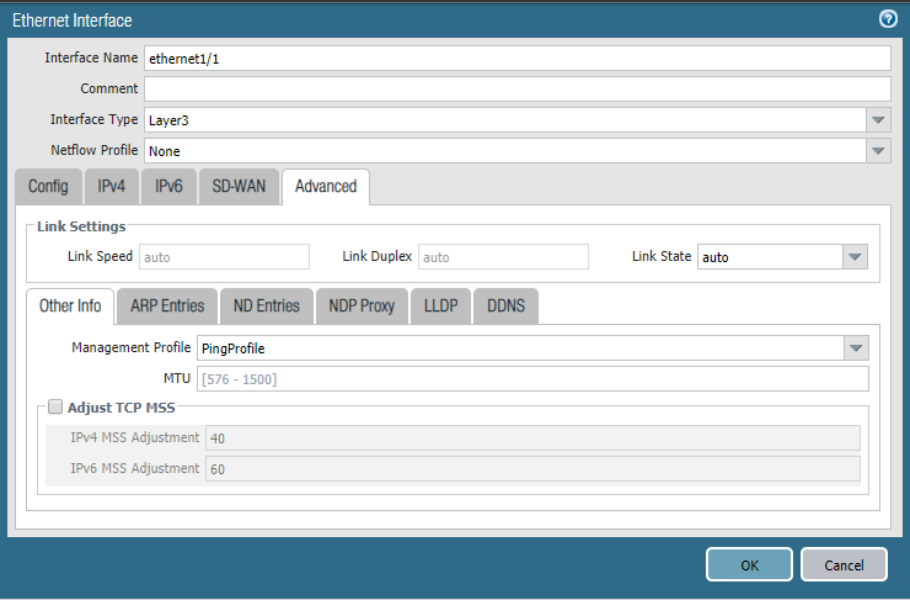 Ethernet Interface
Interface Name ethernet1/1
Comment
Interface Type Layer3
Netflow Profile None
Config IPv4 IPv6 SD-WAN Advanced
Link Settings
Link Speed auto Link Duplex auto Link State auto
Other Info ARP Entries ND Entries NDP Proxy LLDP DDNS
Management Profile PingProfile
MTU [576 - 1500]
Adjust TCP MSS
IPv4 MSS Adjustment 40
IPv6 MSS Adjustment 60
OK Cancel